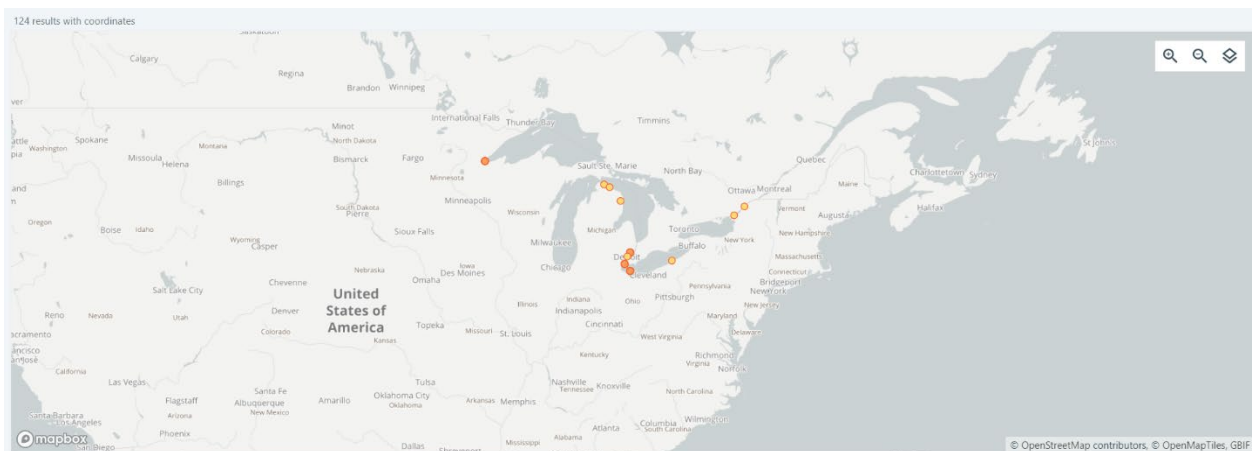 124 results with coordinates
Saskatoon
Calgary
Regina
Brandon Winnipeg
International Falls Thunder Bay
Timmins
St John's
Spokane
Washington
Missoula
Helena
Montana
Minot
North Dakota
Bismarck
Fargo
Minnesota
Sault Ste. Marie
North Bay
Quebec
Charlottetown Sydney
Billings
South Dakota
Pierre
Minneapolis
Wisconsin
Ottawa Montreal
Maine
Vermont
Augusta
Halifax
Oregon
Boise Idaho
Wyoming
Casper
Sioux Falls
Milwaukee
Michigan
Toronto
Buffalo
New York
New Hampshire
Detroit
Massachusetts
Chicago
Cleveland
Connecticut
Bridgeport
New York
Salt Lake City
Cheyenne
Nebraska
Omaha
Iowa
Des Moines
Illinois
Indiana
Indianapolis
Ohio
Pittsburgh
Pennsylvania
New Jersey
Reno
Nevada
Utah
Denver
Colorado
United
States of
America
Kansas
Topeka
Missouri
St. Louis
Cincinnati
West Virginia
Maryland
Delaware
California
Las Vegas
Kentucky
Richmond
Virginia
Norfolk
Santa Fe
Albuquerque
New Mexico
Flagstaff
Arizona
Phoenix
Amarillo
Tulsa
Oklahoma City
Oklahoma
Arkansas
Memphis
Nashville
Tennessee
Knoxville
North Carolina
Santa Barbara
Los Angeles
San Diego
Dallas
Mississippi
Alabama
Atlanta
Columbia
South Carolina
Wilmington
mapbox
© OpenStreetMap contributors, © OpenMapTiles, GBIF